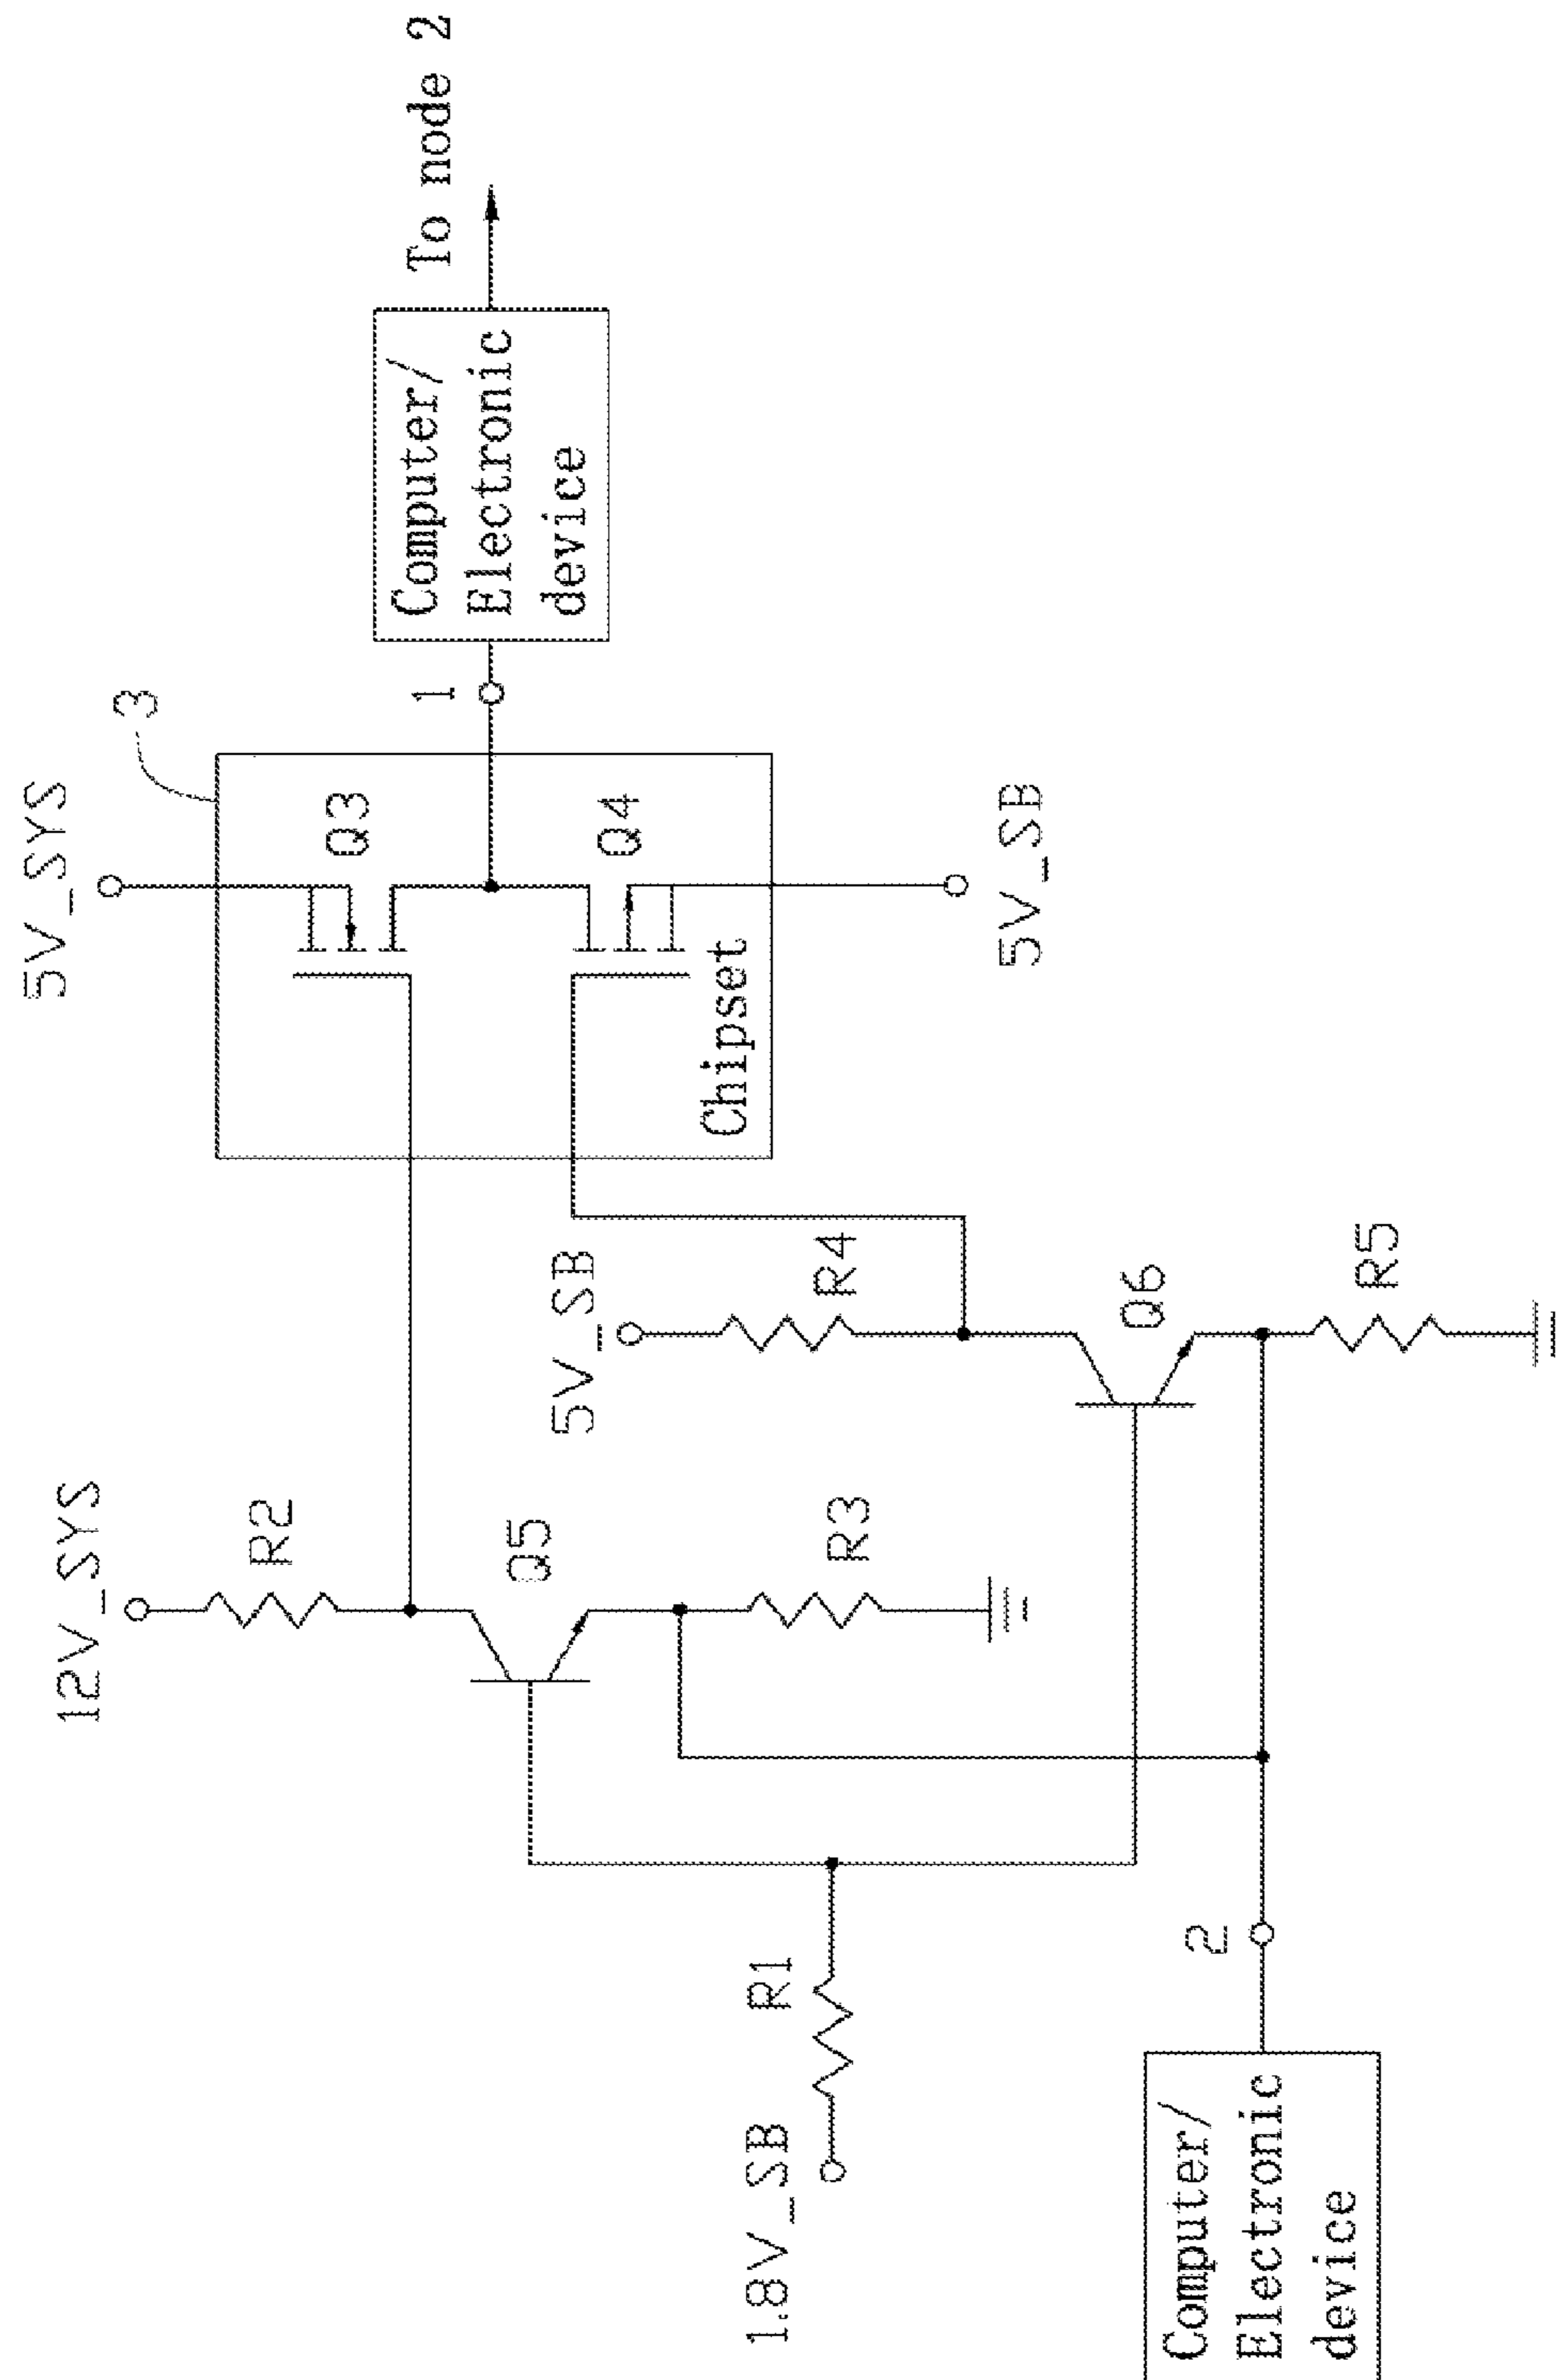 12V_SYS
R2
Q5
R3
1.8V_SB
R1
5V_SB
R4
Q6
R5
2
Computer/
Electronic
device
5V_SYS
3
Q3
Q4
Chipset
5V_SB
1
Computer/
Electronic
device
To node 2